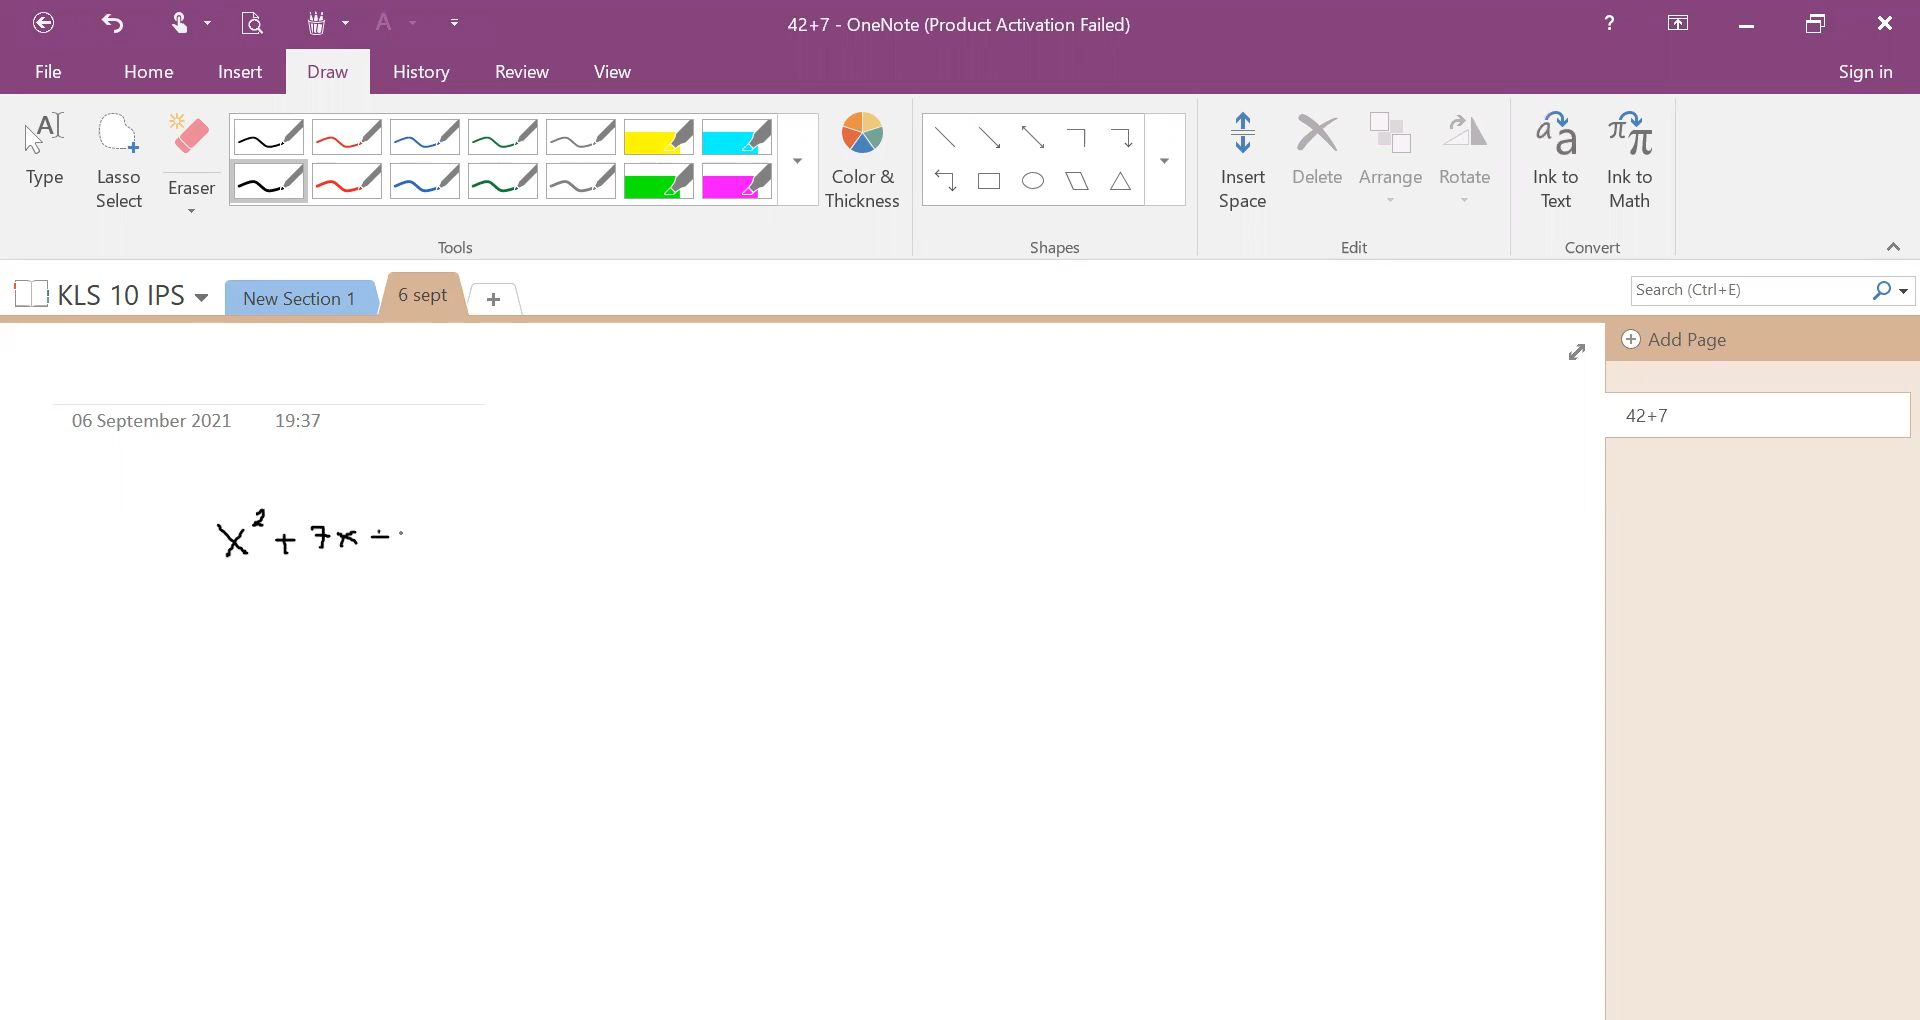 42+7 - OneNote (Product Activation Failed)
?
File Home Insert Draw History Review View Sign in
Type
Lasso Select
Eraser
Color & Thickness
Insert Space
Delete
Arrange
Rotate
Ink to Text
Ink to Math
Tools Shapes Edit Convert
KLS 10 IPS New Section 1 6 sept + Search (Ctrl+E)
Add Page
42+7
06 September 2021 19:37
x² + 7x